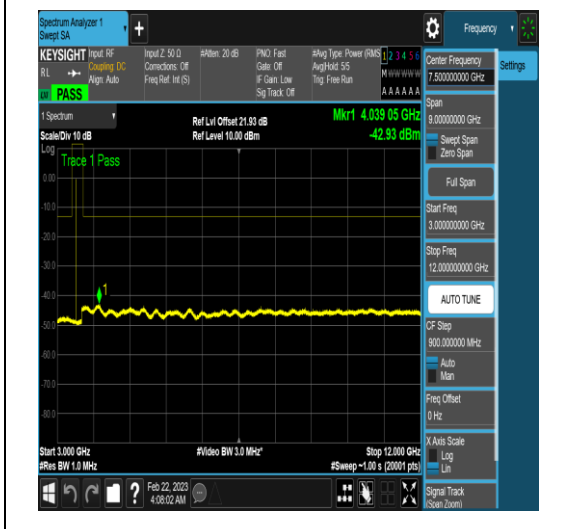 Spectrum Analyzer 1
Swept SA
+
Frequency
KEYSIGHT
RL
PASS
Input: RF
Coupling: DC
Align: Auto
Input Z: 50 Ω
Corrections: Off
Freq Ref: Int (S)
#Atten: 20 dB
PNO: Fast
Gate: Off
IF Gain: Low
Sig Track: Off
#Avg Type: Power (RMS
Avg|Hold: 5/5
Trig: Free Run
1 2 3 4 5 6
M W W W W W
A A A A A A
1 Spectrum
Scale/Div 10 dB
Ref Lvl Offset 21.93 dB
Ref Level 10.00 dBm
Mkr1 4.039 05 GHz
-42.93 dBm
Log
Trace 1 Pass
0.00
-10.0
-20.0
-30.0
-40.0
-50.0
-60.0
-70.0
-80.0
1
Start 3.000 GHz
#Res BW 1.0 MHz
#Video BW 3.0 MHz*
Stop 12.000 GHz
#Sweep ~1.00 s (20001 pts)
?
Feb 22, 2023
4:08:02 AM
Center Frequency
7.500000000 GHz
Settings
Span
9.00000000 GHz
Swept Span
Zero Span
Full Span
Start Freq
3.000000000 GHz
Stop Freq
12.000000000 GHz
AUTO TUNE
CF Step
900.000000 MHz
Auto
Man
Freq Offset
0 Hz
X Axis Scale
Log
Lin
Signal Track
(Span Zoom)